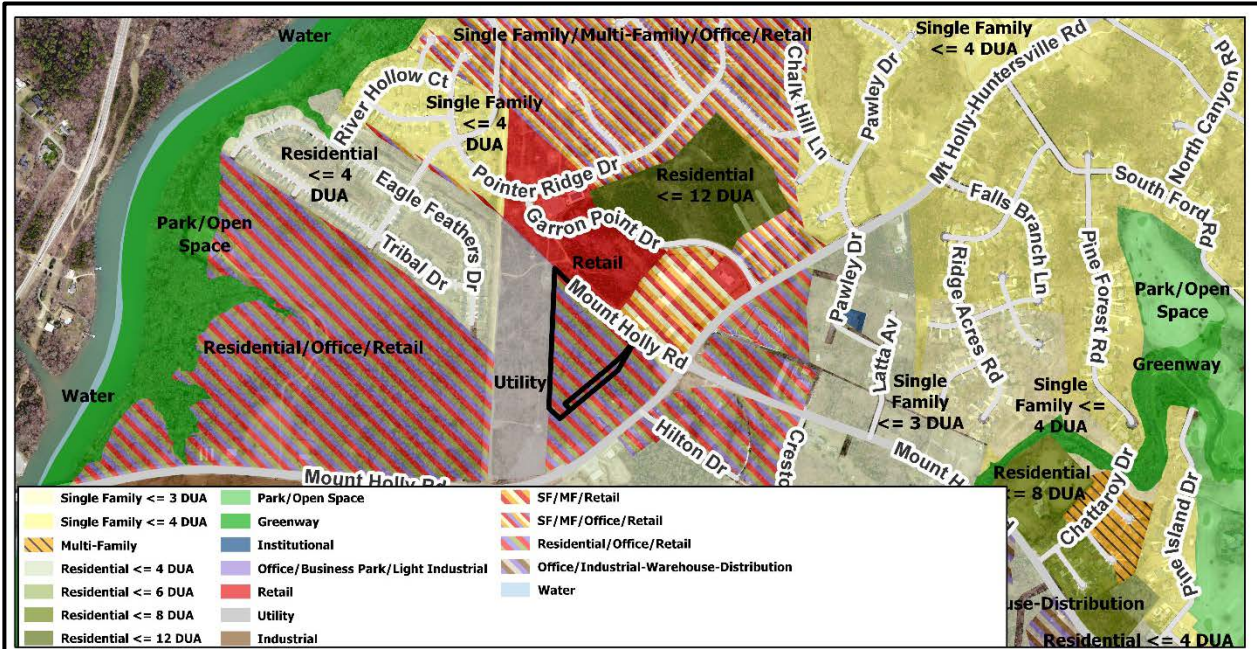 Water
Single Family/Multi-Family/Office/Retail
Single Family
<= 4 DUA
Mt Holly-Huntersville Rd
North Canyon Rd
River Hollow Ct
Chalk Hill Ln
Pawley Dr
Single Family
<= 4
DUA
Residential
<= 4
DUA
Pointer Ridge Dr
Residential
<= 12 DUA
Eagle Feathers Dr
Garron Point Dr
Falls Branch Ln
South Ford Rd
Park/Open
Space
Tribal Dr
Retail
Mount Holly Rd
Pawley Dr
Latta Av
Ridge Acres Rd
Pine Forest Rd
Park/Open
Space
Greenway
Residential/Office/Retail
Utility
Water
Single
Family
<= 3 DUA
Single
Family <=
4 DUA
Hilton Dr
Cresto
Mount H
Mount Holly Rd
Residential
<= 8 DUA
Chattaroy Dr
Pine Island Dr
use-Distribution
Residential <= 4 DUA
Single Family <= 3 DUA
Single Family <= 4 DUA
Multi-Family
Residential <= 4 DUA
Residential <= 6 DUA
Residential <= 8 DUA
Residential <= 12 DUA
Park/Open Space
Greenway
Institutional
Office/Business Park/Light Industrial
Retail
Utility
Industrial
SF/MF/Retail
SF/MF/Office/Retail
Residential/Office/Retail
Office/Industrial-Warehouse-Distribution
Water